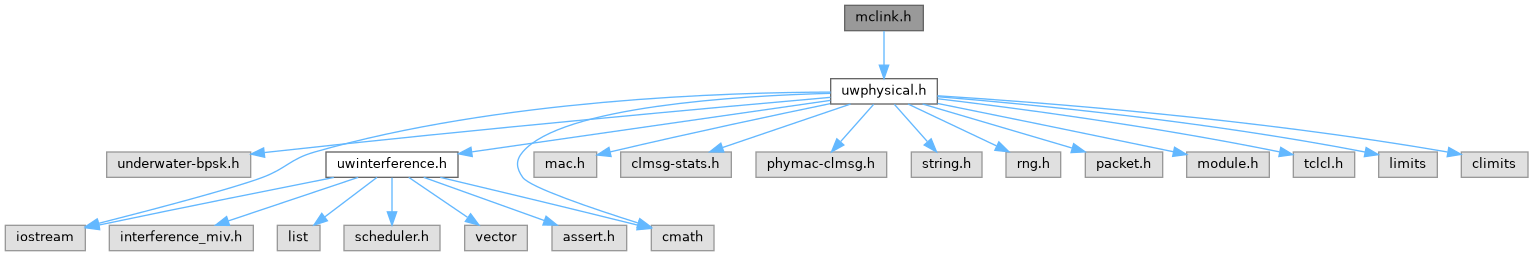 mclink.h
uwphysical.h
underwater-bpsk.h
uwinterference.h
mac.h
clmsg-stats.h
phymac-clmsg.h
string.h
rng.h
packet.h
module.h
tclcl.h
limits
climits
iostream
interference_miv.h
list
scheduler.h
vector
assert.h
cmath